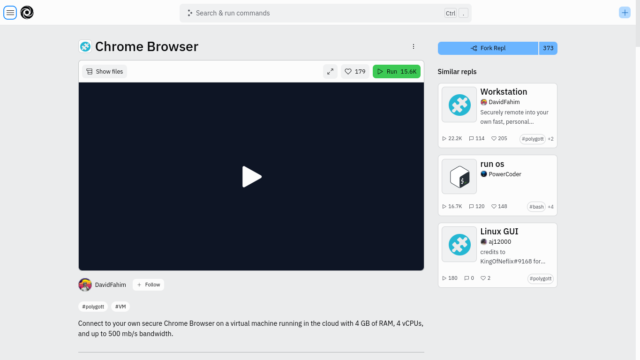 Search & run commands
Ctrl .
Chrome Browser
Show files
179
Run 15.6K
DavidFahim
Follow
#polygott #VM
Connect to your own secure Chrome Browser on a virtual machine running in the cloud with 4 GB of RAM, 4 vCPUs,
and up to 500 mb/s bandwidth.
Fork Repl 373
Similar repls
Workstation
DavidFahim
Securely remote into your
own fast, personal...
22.2K 114 205 #polygott +2
run os
PowerCoder
16.7K 120 148 #bash +4
Linux GUI
aj12000
credits to
KingOfNeflix#9168 for...
180 0 2 #polygott